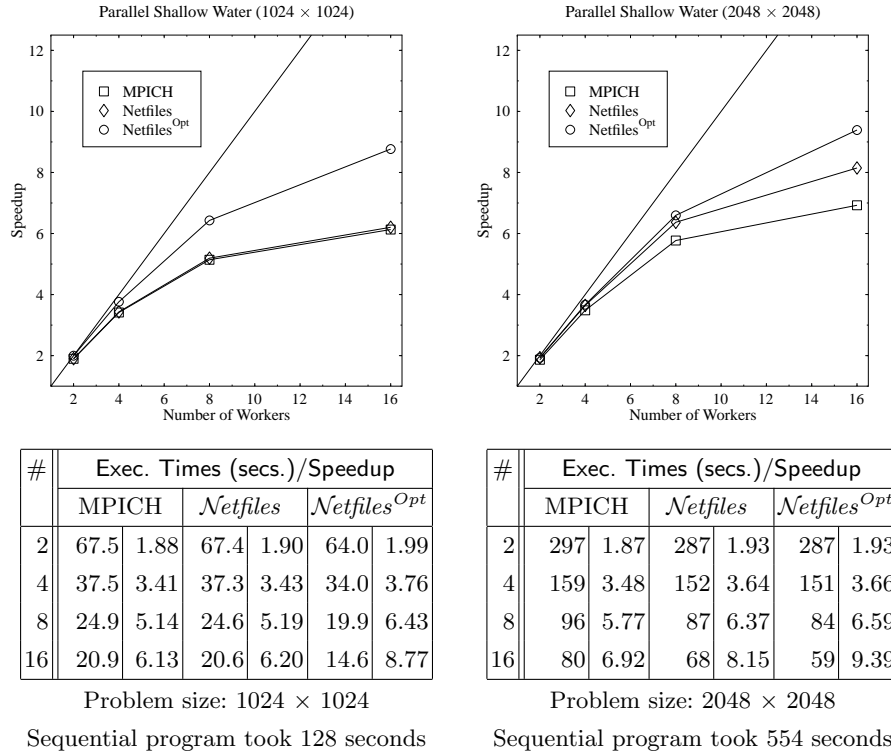 Parallel Shallow Water (1024 × 1024)
12
10
8
6
4
2
Speedup
MPICH
Netfiles
Netfiles^Opt
2 4 6 8 10 12 14 16
Number of Workers
Parallel Shallow Water (2048 × 2048)
12
10
8
6
4
2
Speedup
MPICH
Netfiles
Netfiles^Opt
2 4 6 8 10 12 14 16
Number of Workers
# Exec. Times (secs.)/Speedup
MPICH Netfiles Netfiles^Opt
2 67.5 1.88 67.4 1.90 64.0 1.99
4 37.5 3.41 37.3 3.43 34.0 3.76
8 24.9 5.14 24.6 5.19 19.9 6.43
16 20.9 6.13 20.6 6.20 14.6 8.77
Problem size: 1024 × 1024
Sequential program took 128 seconds
# Exec. Times (secs.)/Speedup
MPICH Netfiles Netfiles^Opt
2 297 1.87 287 1.93 287 1.93
4 159 3.48 152 3.64 151 3.66
8 96 5.77 87 6.37 84 6.59
16 80 6.92 68 8.15 59 9.39
Problem size: 2048 × 2048
Sequential program took 554 seconds